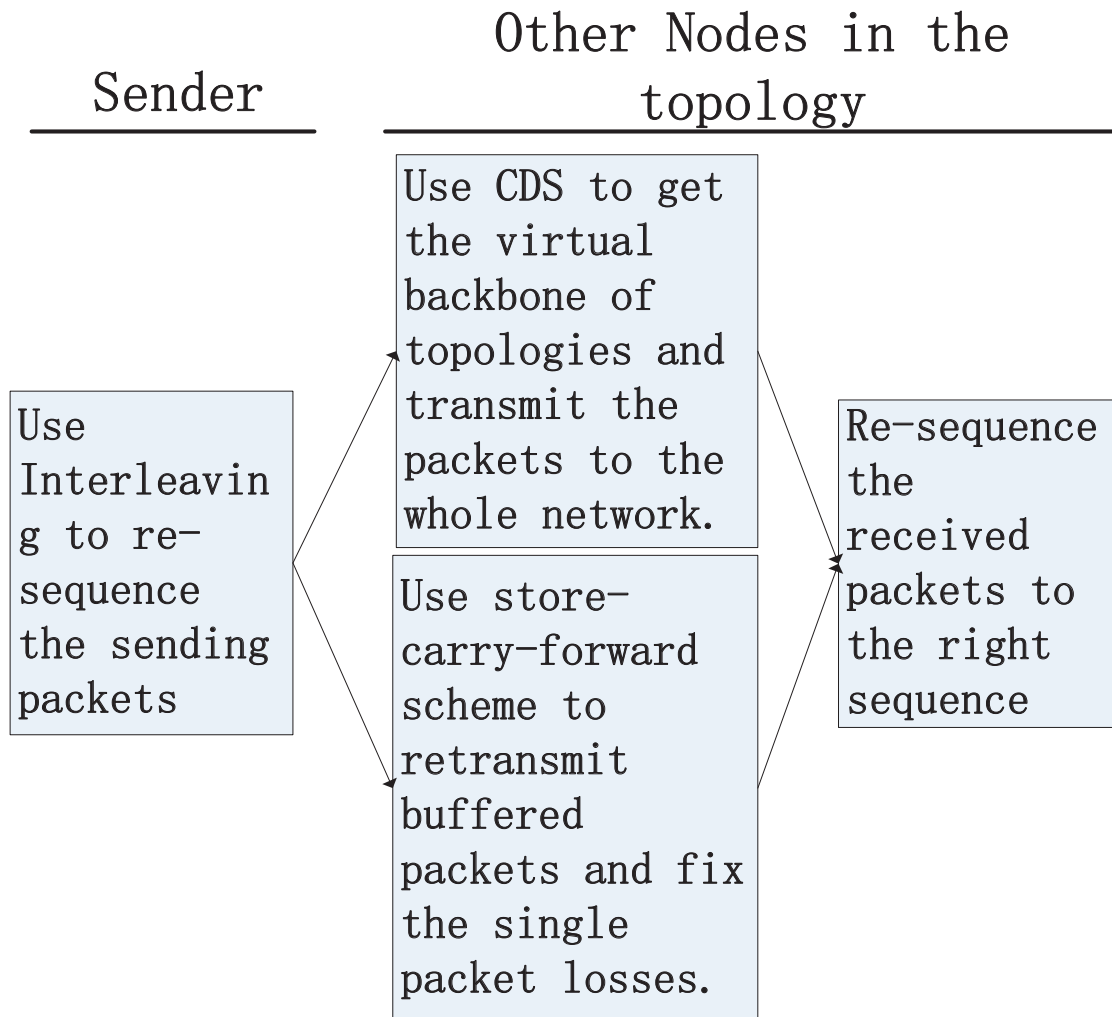 Sender
Other Nodes in the
topology
Use
Interleavin
g to re-
sequence
the sending
packets
Use CDS to get
the virtual
backbone of
topologies and
transmit the
packets to the
whole network.
Use store-
carry-forward
scheme to
retransmit
buffered
packets and fix
the single
packet losses.
Re-sequence
the
received
packets to
the right
sequence